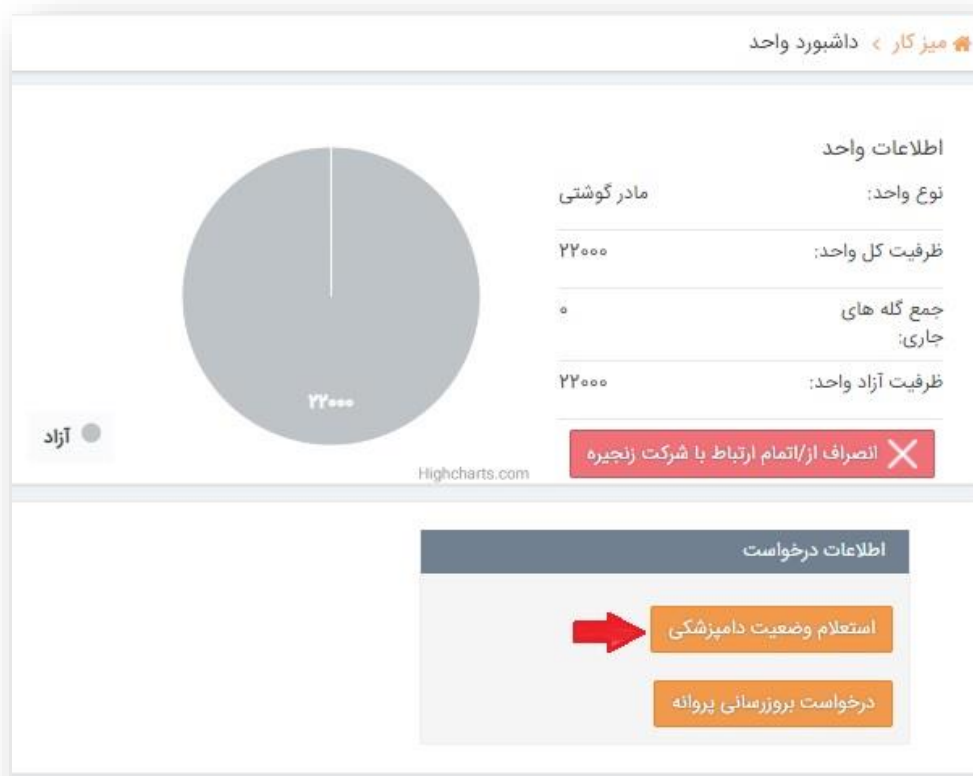 میز کار › داشبورد واحد
اطلاعات واحد
نوع واحد: مادر گوشتی
ظرفیت کل واحد: ۲۲۰۰۰
جمع گله های جاری: ۰
ظرفیت آزاد واحد: ۲۲۰۰۰
انصراف از/اتمام ارتباط با شرکت زنجیره
۲۲۰۰۰
آزاد
Highcharts.com
اطلاعات درخواست
استعلام وضعیت دامپزشکی
درخواست بروزرسانی پروانه